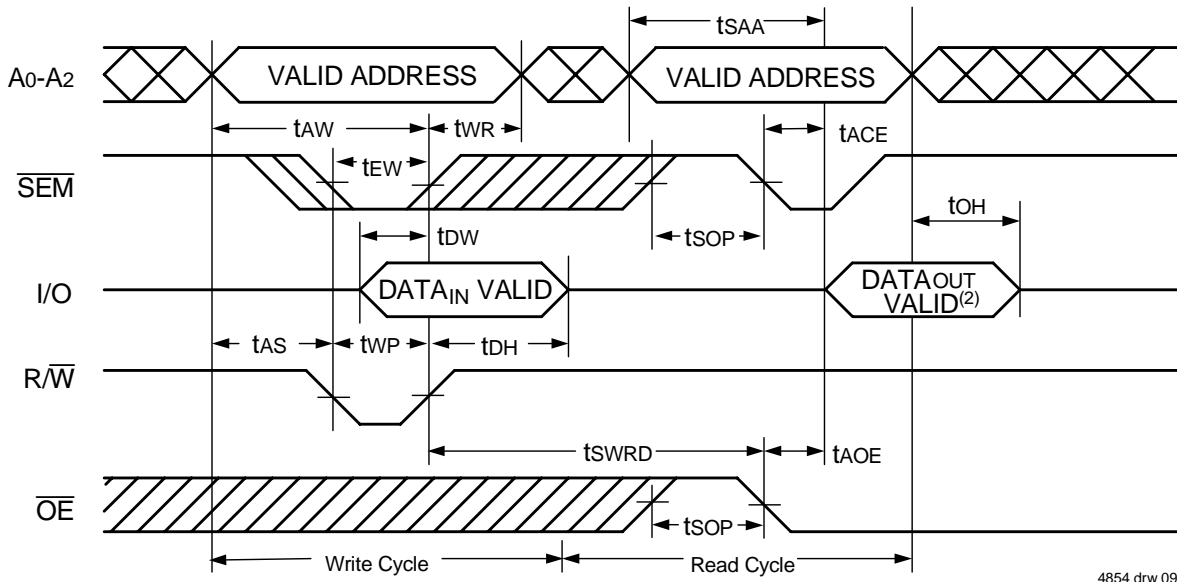 tSAA
A0-A2 VALID ADDRESS VALID ADDRESS
tAW tWR tACE
tEW
SEM
tSOP tOH
tDW
I/O DATAIN VALID DATAOUT
VALID(2)
tAS tWP tDH
R/W
tSWRD tAOE
OE
tSOP
Write Cycle Read Cycle
4854 drw 09